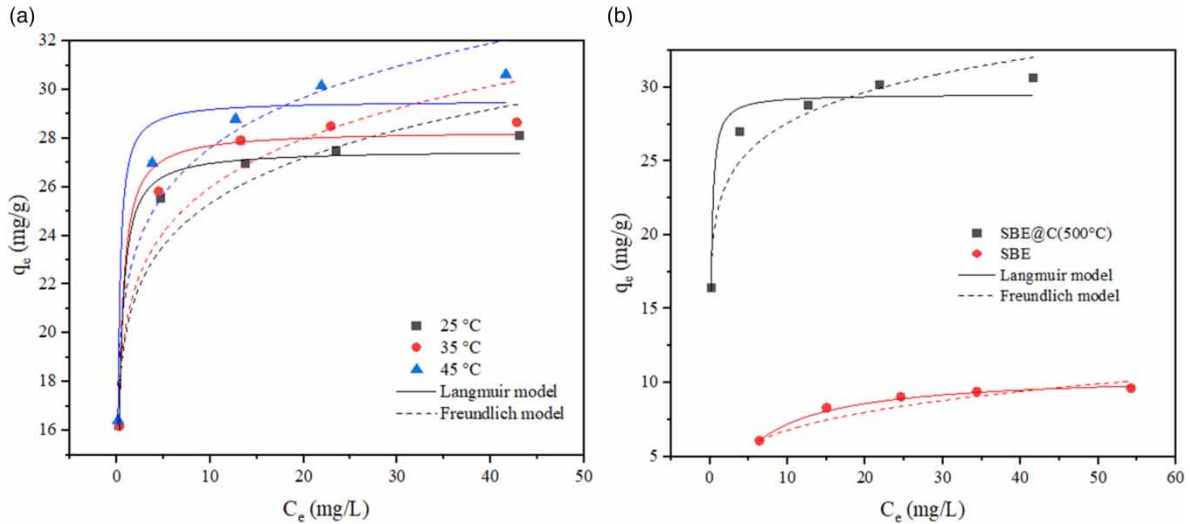 (a)
32
30
28
26
24
22
20
18
16
qe (mg/g)
0
10
20
30
40
50
Ce (mg/L)
25 °C
35 °C
45 °C
Langmuir model
Freundlich model
(b)
30
25
20
15
10
5
qe (mg/g)
0
10
20
30
40
50
60
Ce (mg/L)
SBE@C(500°C)
SBE
Langmuir model
Freundlich model